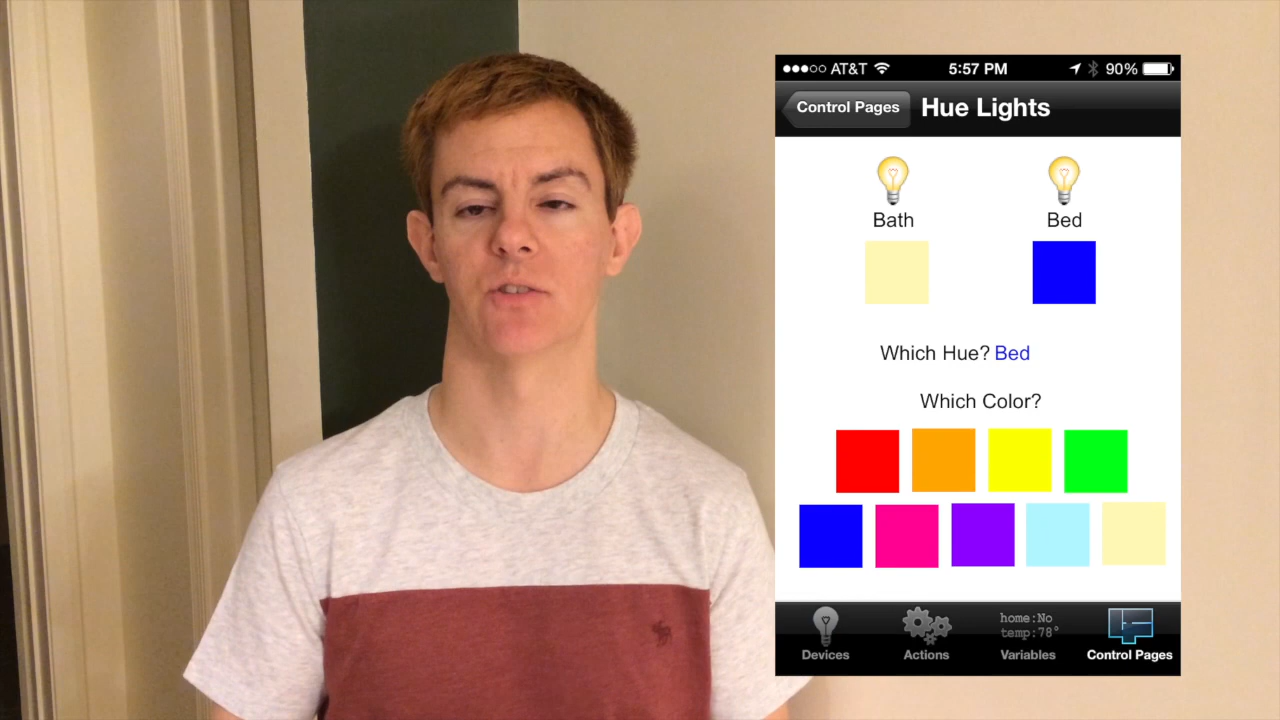 AT&T 5:57 PM 90%
Control Pages Hue Lights
Bath Bed
Which Hue? Bed
Which Color?
home:No
temp:78°
Devices Actions Variables Control Pages